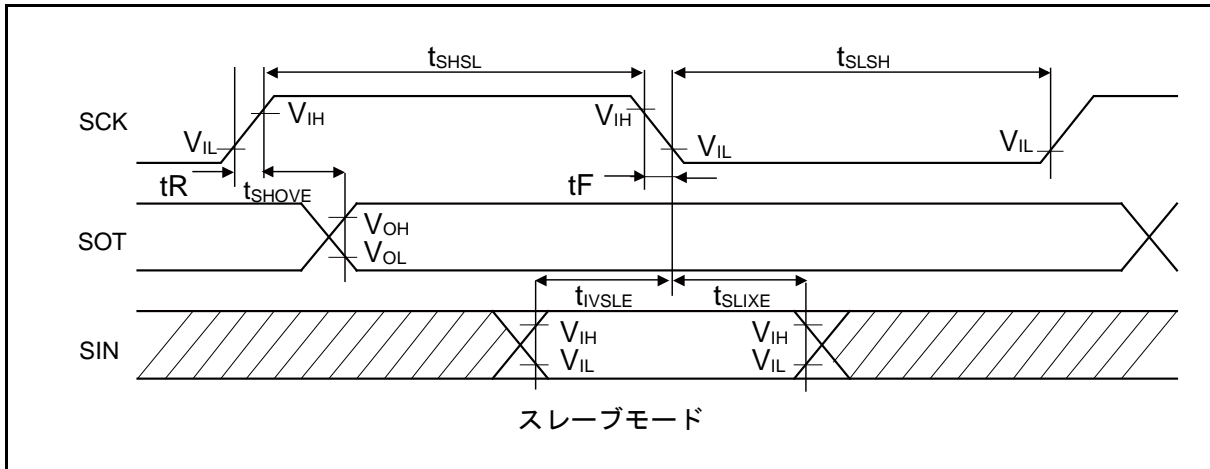 tSHSL tSLSH
SCK VIH VIH
VIL VIL VIL
tR tSHOVE tF
SOT VOH
VOL
tIVSLE tSLIXE
SIN VIH VIH
VIL VIL
スレーブモード